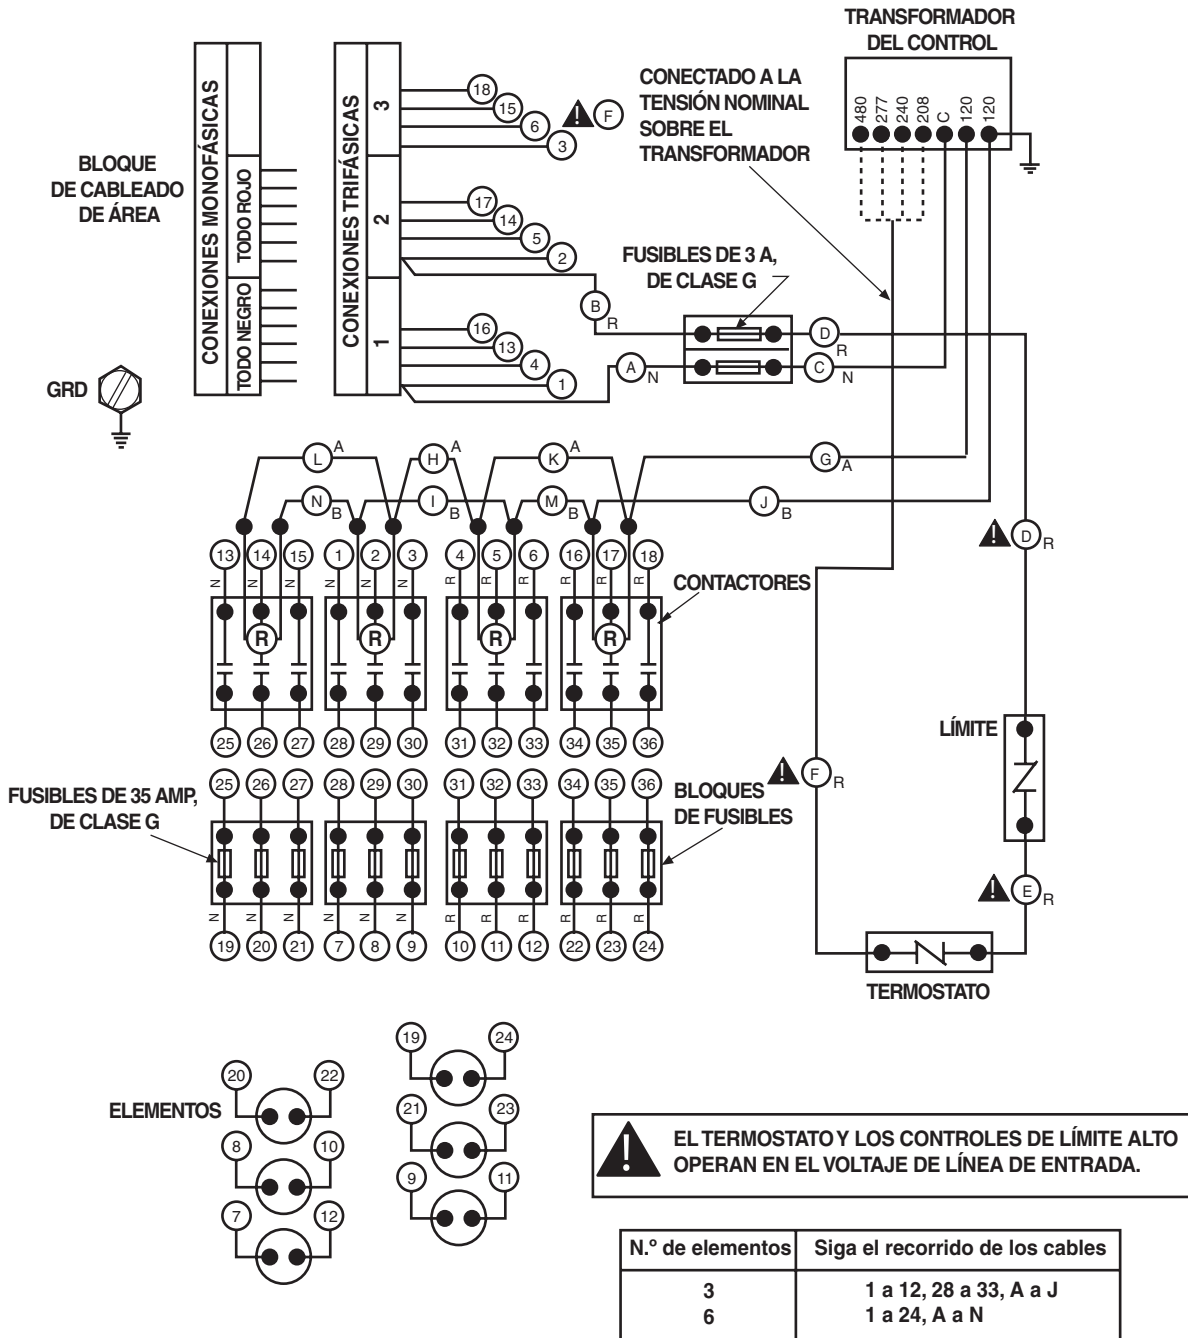 TRANSFORMADOR
DEL CONTROL
480
277
240
208
C
120
120
CONECTADO A LA
TENSIÓN NOMINAL
SOBRE EL
TRANSFORMADOR
BLOQUE
DE CABLEADO
DE ÁREA
CONEXIONES MONOFÁSICAS
TODO ROJO
TODO NEGRO
CONEXIONES TRIFÁSICAS
3
2
1
18
15
6
3
! F
17
14
5
2
16
13
4
1
B
R
A
N
FUSIBLES DE 3 A,
DE CLASE G
D
R
C
N
GRD
L A
H A
K A
G A
N B
I B
M B
J B
! D R
13 14 15 1 2 3 4 5 6 16 17 18
N N N N N N R R R R R R
CONTACTORES
R R R R
25 26 27 28 29 30 31 32 33 34 35 36
LÍMITE
! F R
25 26 27 28 29 30 31 32 33 34 35 36
FUSIBLES DE 35 AMP,
DE CLASE G
BLOQUES
DE FUSIBLES
! E R
N N N N N N R R R R R R
19 20 21 7 8 9 10 11 12 22 23 24
TERMOSTATO
ELEMENTOS
20 22
8 10
7 12
19 24
21 23
9 11
! EL TERMOSTATO Y LOS CONTROLES DE LÍMITE ALTO
OPERAN EN EL VOLTAJE DE LÍNEA DE ENTRADA.
N.º de elementos Siga el recorrido de los cables
3 1 a 12, 28 a 33, A a J
6 1 a 24, A a N